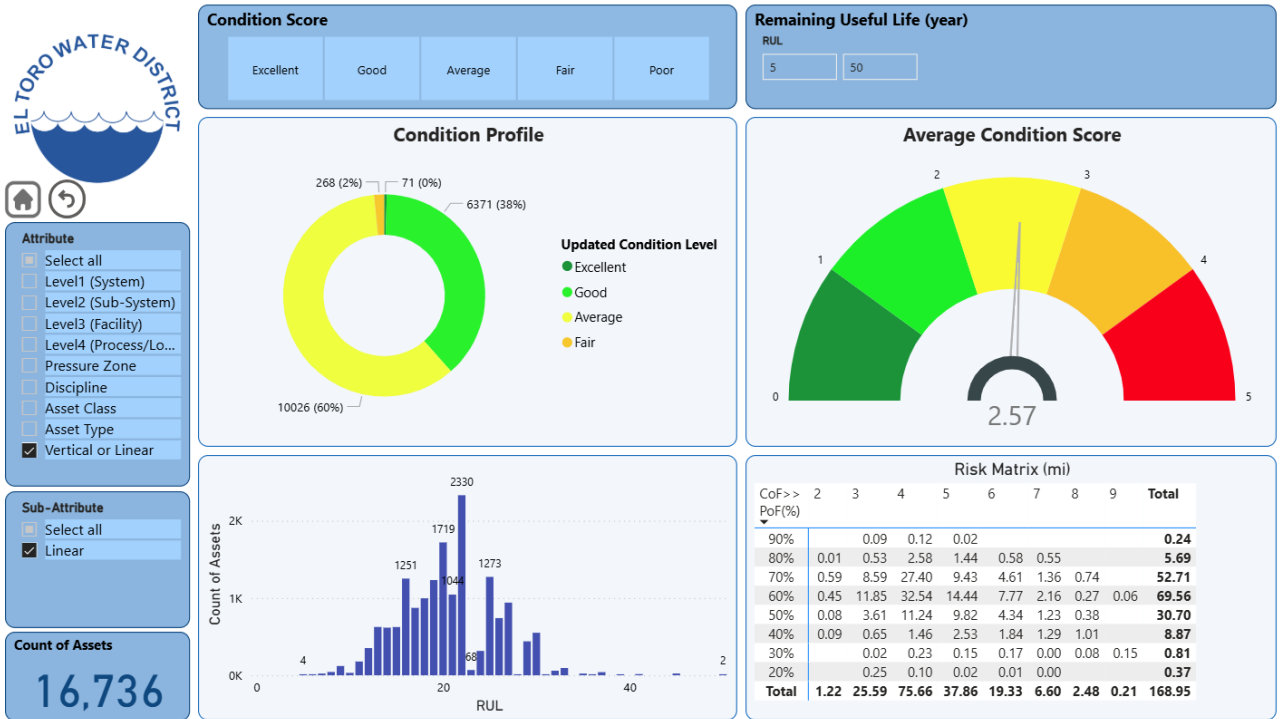 EL TORO WATER DISTRICT
Condition Score
Excellent Good Average Fair Poor
Remaining Useful Life (year)
RUL
5 50
Attribute
Select all
Level1 (System)
Level2 (Sub-System)
Level3 (Facility)
Level4 (Process/Lo...
Pressure Zone
Discipline
Asset Class
Asset Type
Vertical or Linear
Sub-Attribute
Select all
Linear
Count of Assets
16,736
Condition Profile
268 (2%) 71 (0%)
6371 (38%)
10026 (60%)
Updated Condition Level
Excellent
Good
Average
Fair
Average Condition Score
0 1 2 3 4 5
2.57
Count of Assets
2K
1K
0K
4 1251 1719 1044 2330 68 1273 2
0 20 40
RUL
Risk Matrix (mi)
CoF>> 2 3 4 5 6 7 8 9 Total
PoF(%)
90% 0.09 0.12 0.02 0.24
80% 0.01 0.53 2.58 1.44 0.58 0.55 5.69
70% 0.59 8.59 27.40 9.43 4.61 1.36 0.74 52.71
60% 0.45 11.85 32.54 14.44 7.77 2.16 0.27 0.06 69.56
50% 0.08 3.61 11.24 9.82 4.34 1.23 0.38 30.70
40% 0.09 0.65 1.46 2.53 1.84 1.29 1.01 8.87
30% 0.02 0.23 0.15 0.17 0.00 0.08 0.15 0.81
20% 0.25 0.10 0.02 0.01 0.00 0.37
Total 1.22 25.59 75.66 37.86 19.33 6.60 2.48 0.21 168.95